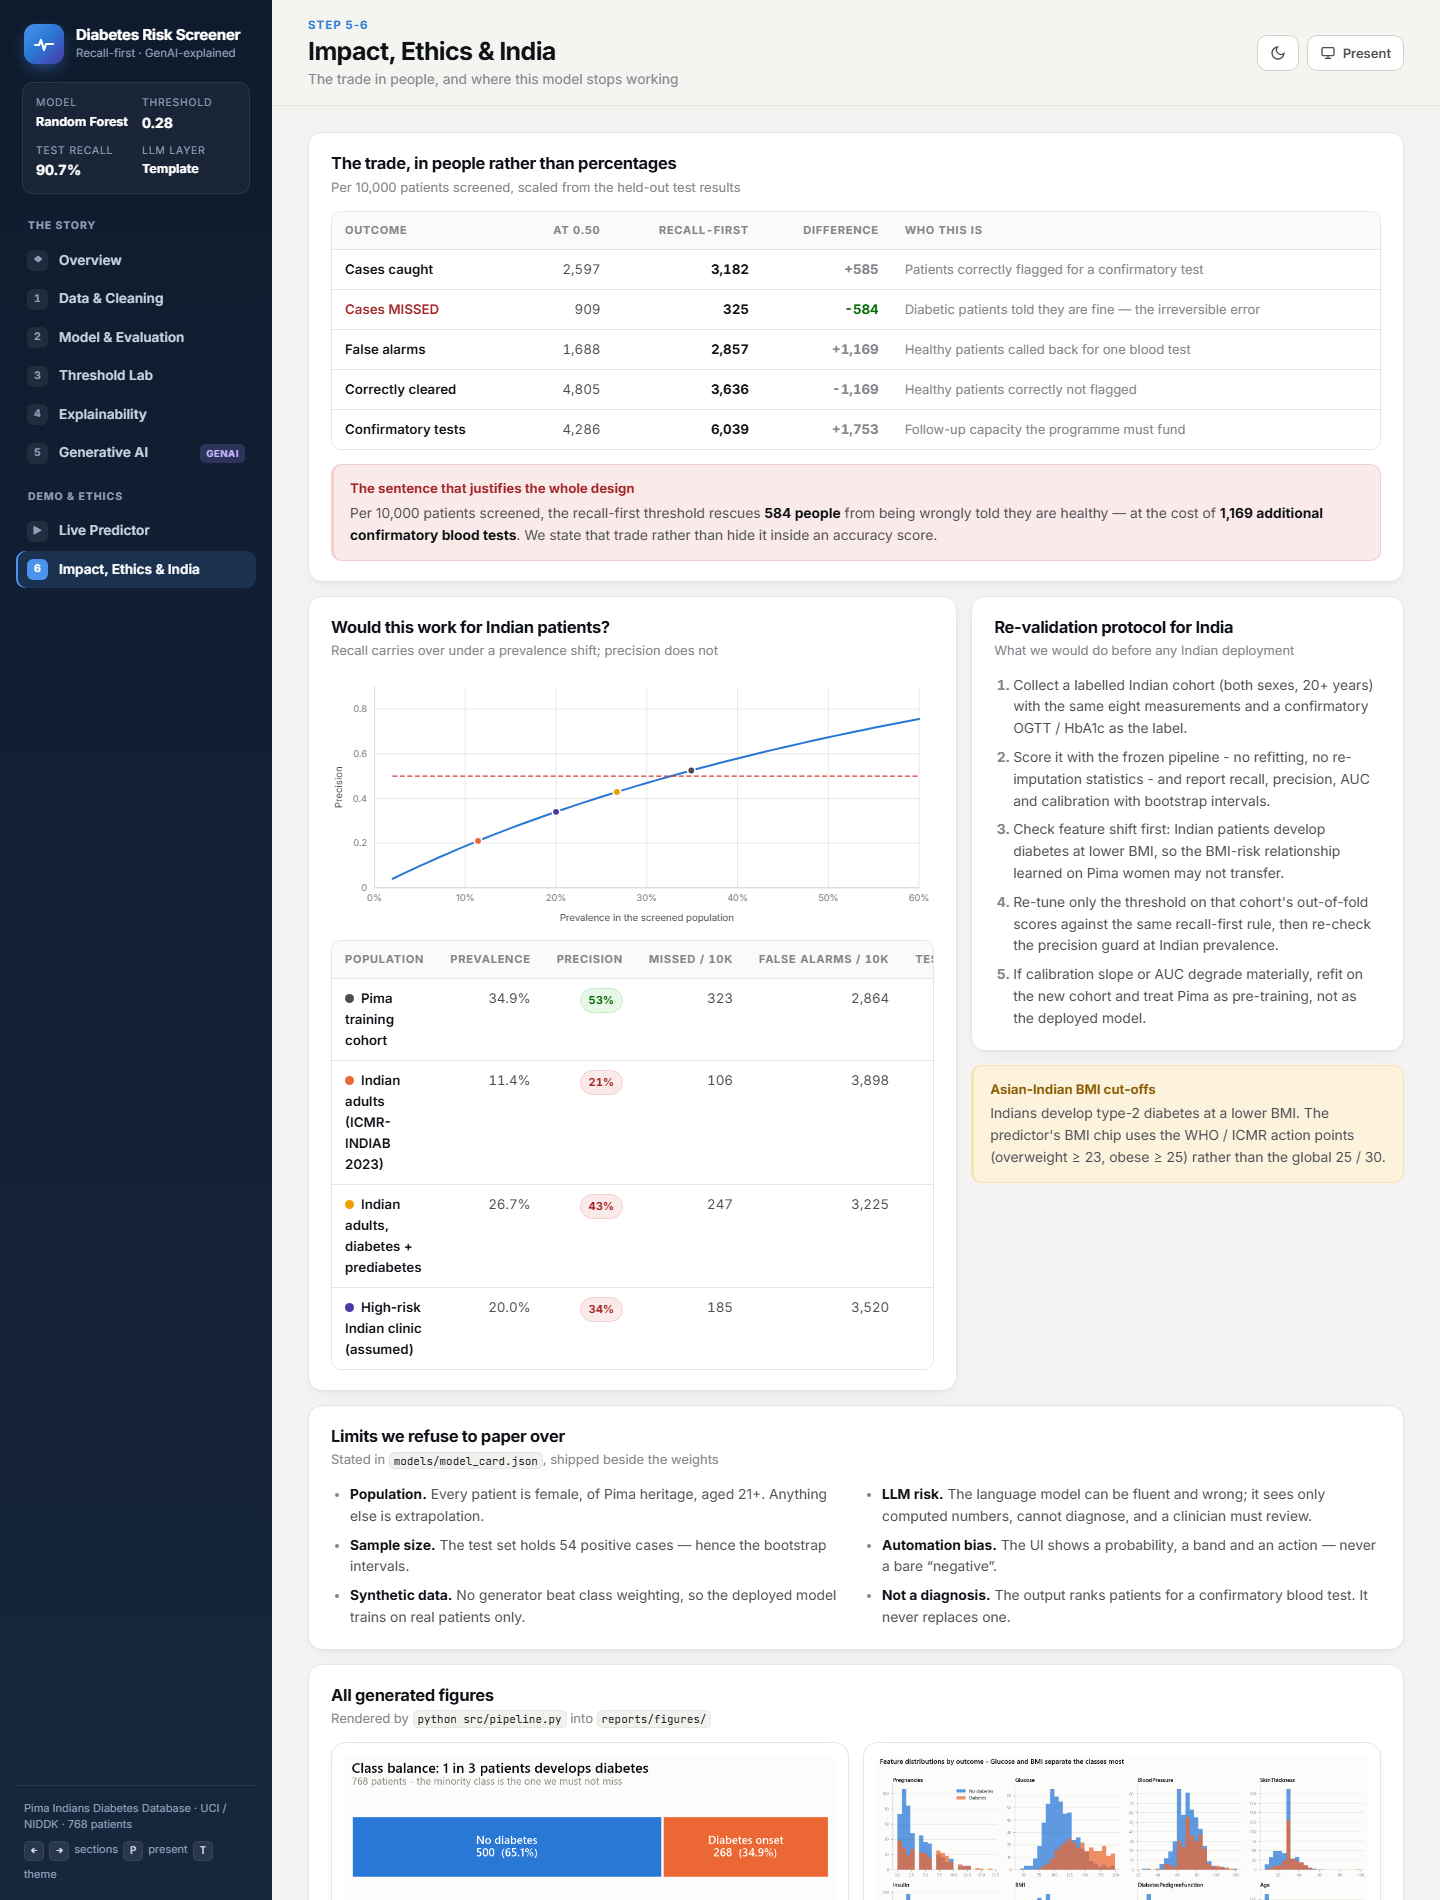 Diabetes Risk Screener
Recall-first · GenAI-explained
MODEL
THRESHOLD
Random Forest
0.28
TEST RECALL
LLM LAYER
90.7%
Template
THE STORY
Overview
1 Data & Cleaning
2 Model & Evaluation
3 Threshold Lab
4 Explainability
5 Generative AI GENAI
DEMO & ETHICS
Live Predictor
6 Impact, Ethics & India
Pima Indians Diabetes Database · UCI /
NIDDK · 768 patients
← → sections P present T
theme
STEP 5-6
Impact, Ethics & India
The trade in people, and where this model stops working
Present
The trade, in people rather than percentages
Per 10,000 patients screened, scaled from the held-out test results
OUTCOME AT 0.50 RECALL-FIRST DIFFERENCE WHO THIS IS
Cases caught 2,597 3,182 +585 Patients correctly flagged for a confirmatory test
Cases MISSED 909 325 -584 Diabetic patients told they are fine — the irreversible error
False alarms 1,688 2,857 +1,169 Healthy patients called back for one blood test
Correctly cleared 4,805 3,636 -1,169 Healthy patients correctly not flagged
Confirmatory tests 4,286 6,039 +1,753 Follow-up capacity the programme must fund
The sentence that justifies the whole design
Per 10,000 patients screened, the recall-first threshold rescues 584 people from being wrongly told they are healthy — at the cost of 1,169 additional
confirmatory blood tests. We state that trade rather than hide it inside an accuracy score.
Would this work for Indian patients?
Recall carries over under a prevalence shift; precision does not
Precision
0.8
0.6
0.4
0.2
0
0% 10% 20% 30% 40% 50% 60%
Prevalence in the screened population
POPULATION PREVALENCE PRECISION MISSED / 10K FALSE ALARMS / 10K TES
Pima 34.9% 53% 323 2,864
training
cohort
Indian 11.4% 21% 106 3,898
adults
(ICMR-
INDIAB
2023)
Indian 26.7% 43% 247 3,225
adults,
diabetes +
prediabetes
High-risk 20.0% 34% 185 3,520
Indian clinic
(assumed)
Re-validation protocol for India
What we would do before any Indian deployment
1. Collect a labelled Indian cohort (both sexes, 20+ years)
with the same eight measurements and a confirmatory
OGTT / HbA1c as the label.
2. Score it with the frozen pipeline - no refitting, no re-
imputation statistics - and report recall, precision, AUC
and calibration with bootstrap intervals.
3. Check feature shift first: Indian patients develop
diabetes at lower BMI, so the BMI-risk relationship
learned on Pima women may not transfer.
4. Re-tune only the threshold on that cohort's out-of-fold
scores against the same recall-first rule, then re-check
the precision guard at Indian prevalence.
5. If calibration slope or AUC degrade materially, refit on
the new cohort and treat Pima as pre-training, not as
the deployed model.
Asian-Indian BMI cut-offs
Indians develop type-2 diabetes at a lower BMI. The
predictor's BMI chip uses the WHO / ICMR action points
(overweight ≥ 23, obese ≥ 25) rather than the global 25 / 30.
Limits we refuse to paper over
Stated in models/model_card.json, shipped beside the weights
• Population. Every patient is female, of Pima heritage, aged 21+. Anything
else is extrapolation.
• Sample size. The test set holds 54 positive cases — hence the bootstrap
intervals.
• Synthetic data. No generator beat class weighting, so the deployed model
trains on real patients only.
• LLM risk. The language model can be fluent and wrong; it sees only
computed numbers, cannot diagnose, and a clinician must review.
• Automation bias. The UI shows a probability, a band and an action — never
a bare “negative”.
• Not a diagnosis. The output ranks patients for a confirmatory blood test. It
never replaces one.
All generated figures
Rendered by python src/pipeline.py into reports/figures/
Class balance: 1 in 3 patients develops diabetes
768 patients - the minority class is the one we must not miss
No diabetes
500 (65.1%)
Diabetes onset
268 (34.9%)
Feature distributions by outcome - Glucose and BMI separate the classes most
Pregnancies Glucose BloodPressure SkinThickness
No diabetes
Diabetes
Insulin BMI DiabetesPedigreeFunction Age